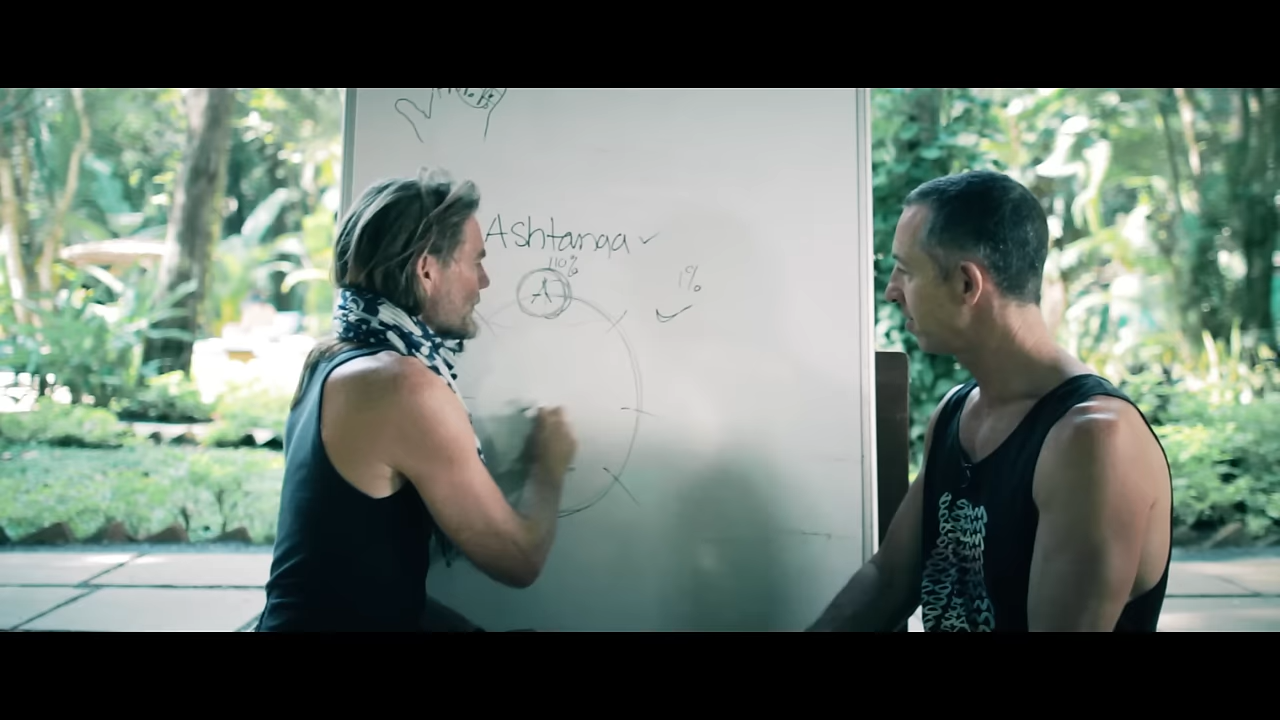 Ashtanga ✓
110%
A
1%
✓